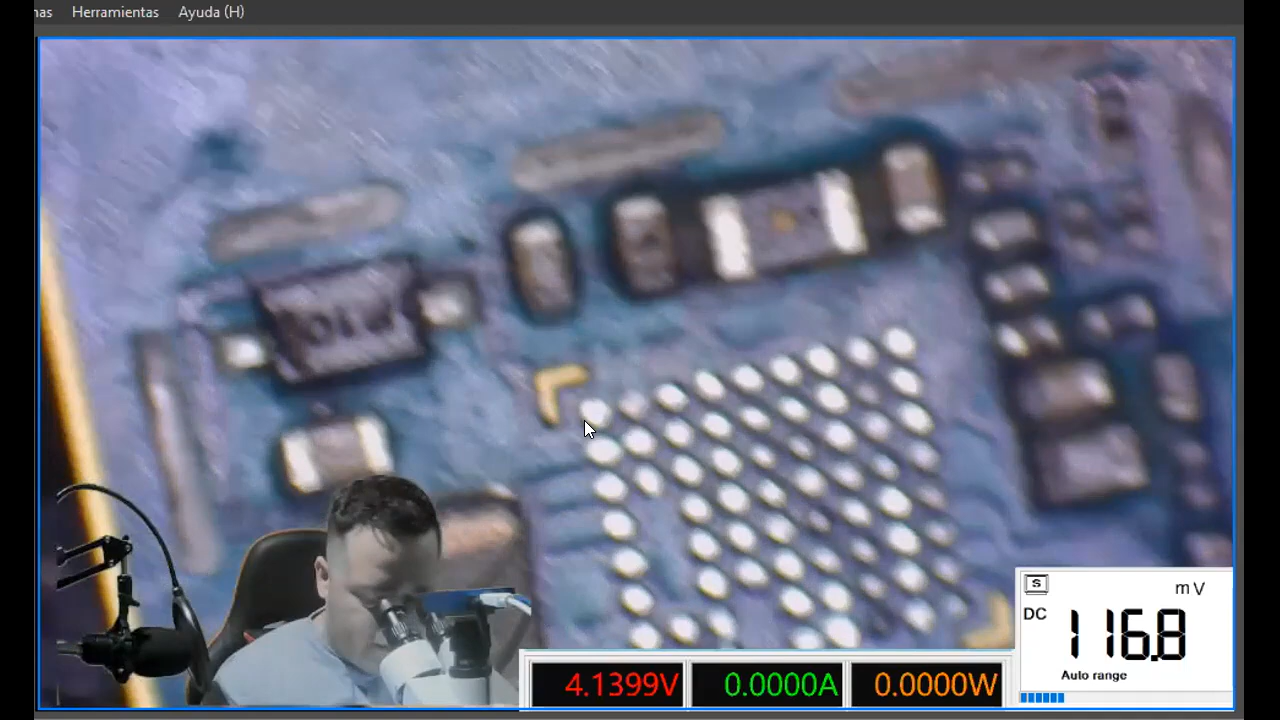 nas Herramientas Ayuda (H)
S
mV
DC
116.8
Auto range
4.1399V 0.0000A 0.0000W